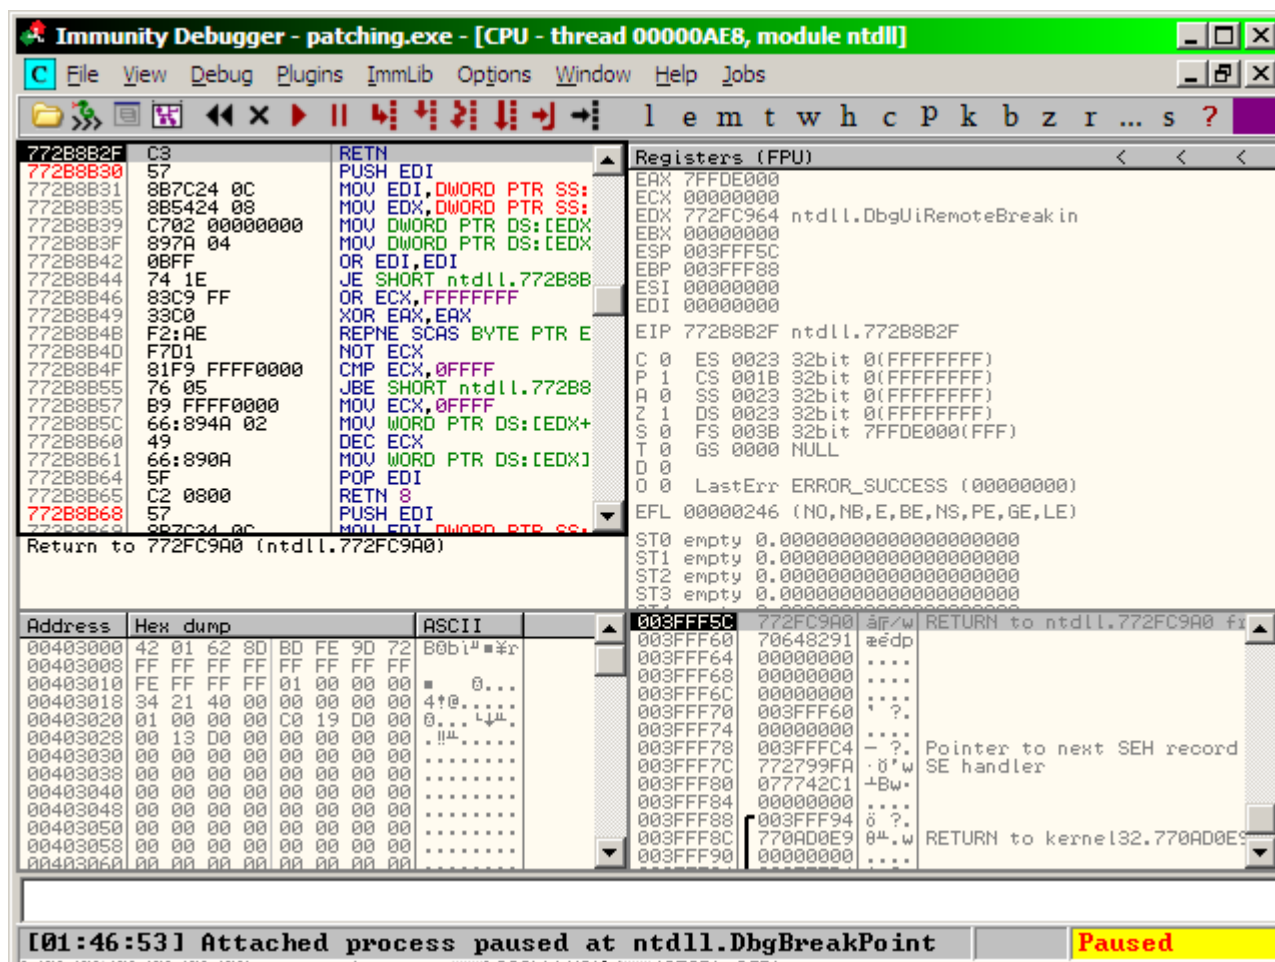 Immunity Debugger - patching.exe - [CPU - thread 00000AE8, module ntdll]
C File View Debug Plugins ImmLib Options Window Help Jobs
l e m t w h c p k b z r ... s ?
772B8B2F C3 RETN
772B8B30 57 PUSH EDI
772B8B31 8B7C24 0C MOV EDI,DWORD PTR SS:
772B8B35 8B5424 08 MOV EDX,DWORD PTR SS:
772B8B39 C702 00000000 MOV DWORD PTR DS:[EDX
772B8B3F 897A 04 MOV DWORD PTR DS:[EDX
772B8B42 0BFF OR EDI,EDI
772B8B44 74 1E JE SHORT ntdll.772B8B
772B8B46 83C9 FF OR ECX,FFFFFFFF
772B8B49 33C0 XOR EAX,EAX
772B8B4B F2:AE REPNE SCAS BYTE PTR E
772B8B4D F7D1 NOT ECX
772B8B4F 81F9 FFFF0000 CMP ECX,0FFFF
772B8B55 76 05 JBE SHORT ntdll.772B8
772B8B57 B9 FFFF0000 MOV ECX,0FFFF
772B8B5C 66:894A 02 MOV WORD PTR DS:[EDX+
772B8B60 49 DEC ECX
772B8B61 66:890A MOV WORD PTR DS:[EDX]
772B8B64 5F POP EDI
772B8B65 C2 0800 RETN 8
772B8B68 57 PUSH EDI
772B8B69 8B7C24 0C MOV EDI,DWORD PTR SS:
Return to 772FC9A0 (ntdll.772FC9A0)
Registers (FPU) < < <
EAX 7FFDE000
ECX 00000000
EDX 772FC964 ntdll.DbgUiRemoteBreakin
EBX 00000000
ESP 003FFF5C
EBP 003FFF88
ESI 00000000
EDI 00000000
EIP 772B8B2F ntdll.772B8B2F
C 0 ES 0023 32bit 0(FFFFFFFF)
P 1 CS 001B 32bit 0(FFFFFFFF)
A 0 SS 0023 32bit 0(FFFFFFFF)
Z 1 DS 0023 32bit 0(FFFFFFFF)
S 0 FS 003B 32bit 7FFDE000(FFF)
T 0 GS 0000 NULL
D 0
O 0 LastErr ERROR_SUCCESS (00000000)
EFL 00000246 (NO,NB,E,BE,NS,PE,GE,LE)
ST0 empty 0.0000000000000000000
ST1 empty 0.0000000000000000000
ST2 empty 0.0000000000000000000
ST3 empty 0.0000000000000000000
Address Hex dump ASCII
00403000 42 01 62 8D BD FE 9D 72
00403008 FF FF FF FF FF FF FF FF
00403010 FE FF FF FF 01 00 00 00
00403018 34 21 40 00 00 00 00 00
00403020 01 00 00 00 C0 19 D0 00
00403028 00 13 D0 00 00 00 00 00
00403030 00 00 00 00 00 00 00 00 ........
00403038 00 00 00 00 00 00 00 00 ........
00403040 00 00 00 00 00 00 00 00 ........
00403048 00 00 00 00 00 00 00 00 ........
00403050 00 00 00 00 00 00 00 00 ........
00403058 00 00 00 00 00 00 00 00 ........
00403060 00 00 00 00 00 00 00 00
003FFF5C 772FC9A0 RETURN to ntdll.772FC9A0
003FFF60 70648291 æédp
003FFF64 00000000 ....
003FFF68 00000000 ....
003FFF6C 00000000 ....
003FFF70 003FFF60 ` ?.
003FFF74 00000000 ....
003FFF78 003FFFC4 ─ ?. Pointer to next SEH record
003FFF7C 772799FA ·Ö'w SE handler
003FFF80 077742C1 ┴Bw•
003FFF84 00000000 ....
003FFF88 003FFF94 ö ?.
003FFF8C 770AD0E9 RETURN to kernel32.770AD0E9
003FFF90 00000000 ....
[01:46:53] Attached process paused at ntdll.DbgBreakPoint
Paused